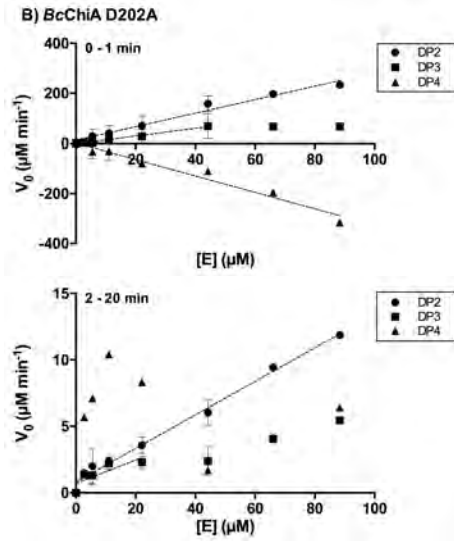 B) BcChiA D202A
0 - 1 min
400
200
0
-200
-400
V₀ (µM min⁻¹)
20 40 60 80 100
[E] (µM)
DP2
DP3
DP4
2 - 20 min
15
10
5
0
V₀ (µM min⁻¹)
0 20 40 60 80 100
[E] (µM)
DP2
DP3
DP4